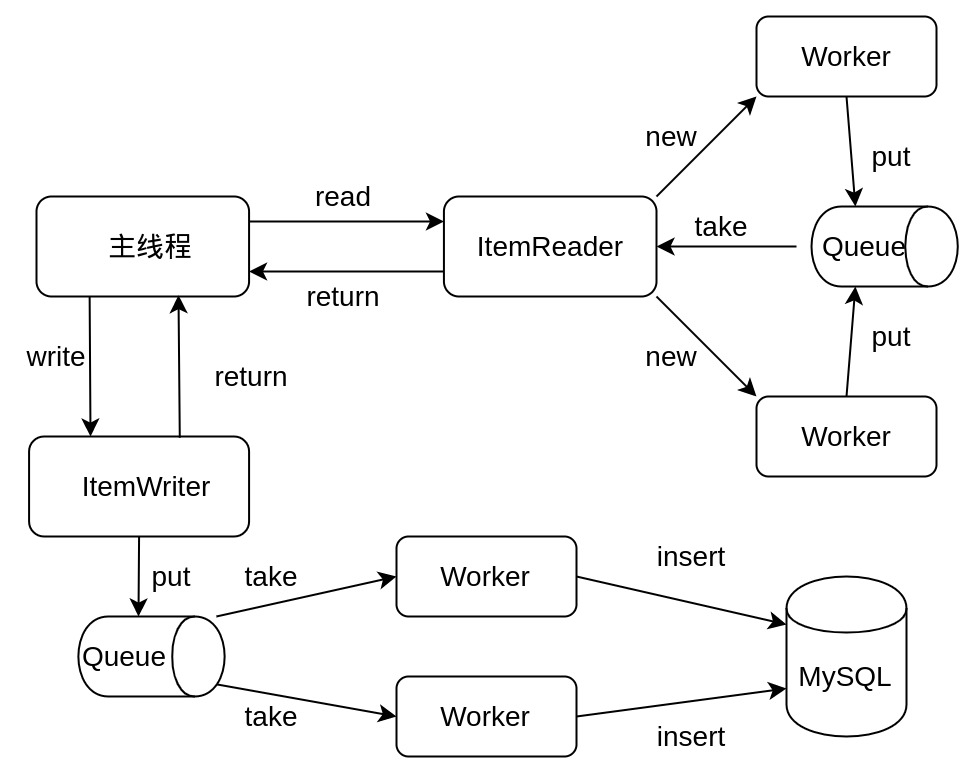 Worker
new
put
read
take
主线程
ItemReader
Queue
return
new
put
write
return
Worker
ItemWriter
put
take
Worker
insert
Queue
MySQL
take
Worker
insert